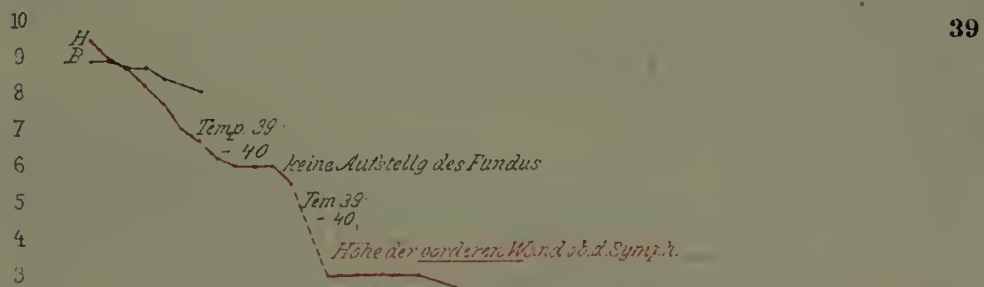 39
10
H
9
B
8
7
Temp. 39
- 40
6
keine Aufstellg des Fundus
5
Tem 39
- 40,
4
Höhe der vorderen Wand ob.d. Symph.
3